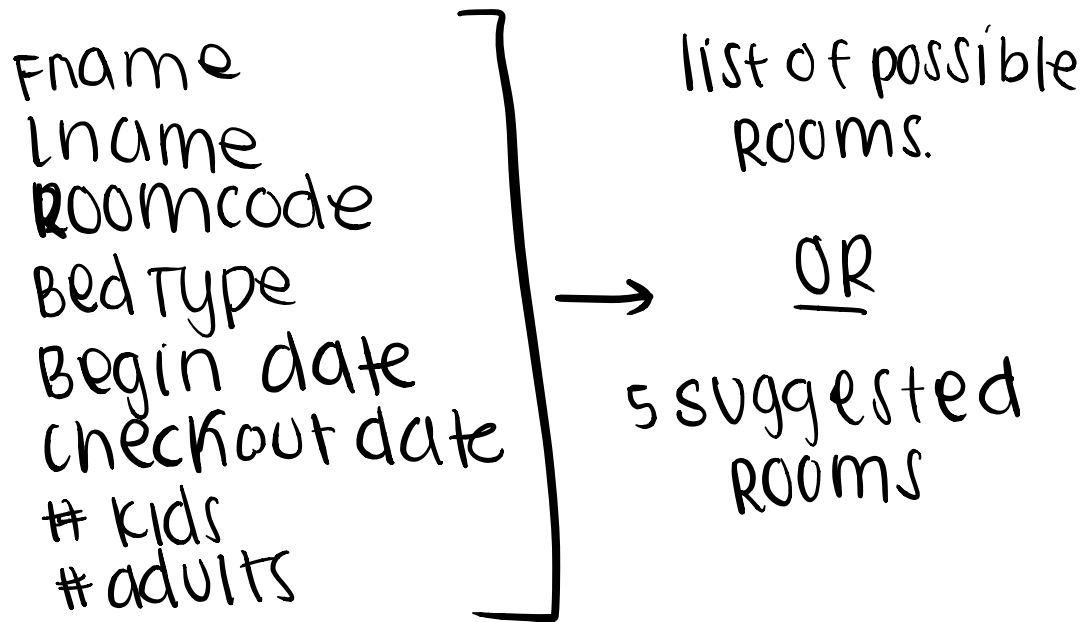 Fname
Lname
Roomcode
Bed Type
Begin date
Checkout date
# kids
# adults
list of possible
ROOMS.
OR
5 suggested
ROOMS